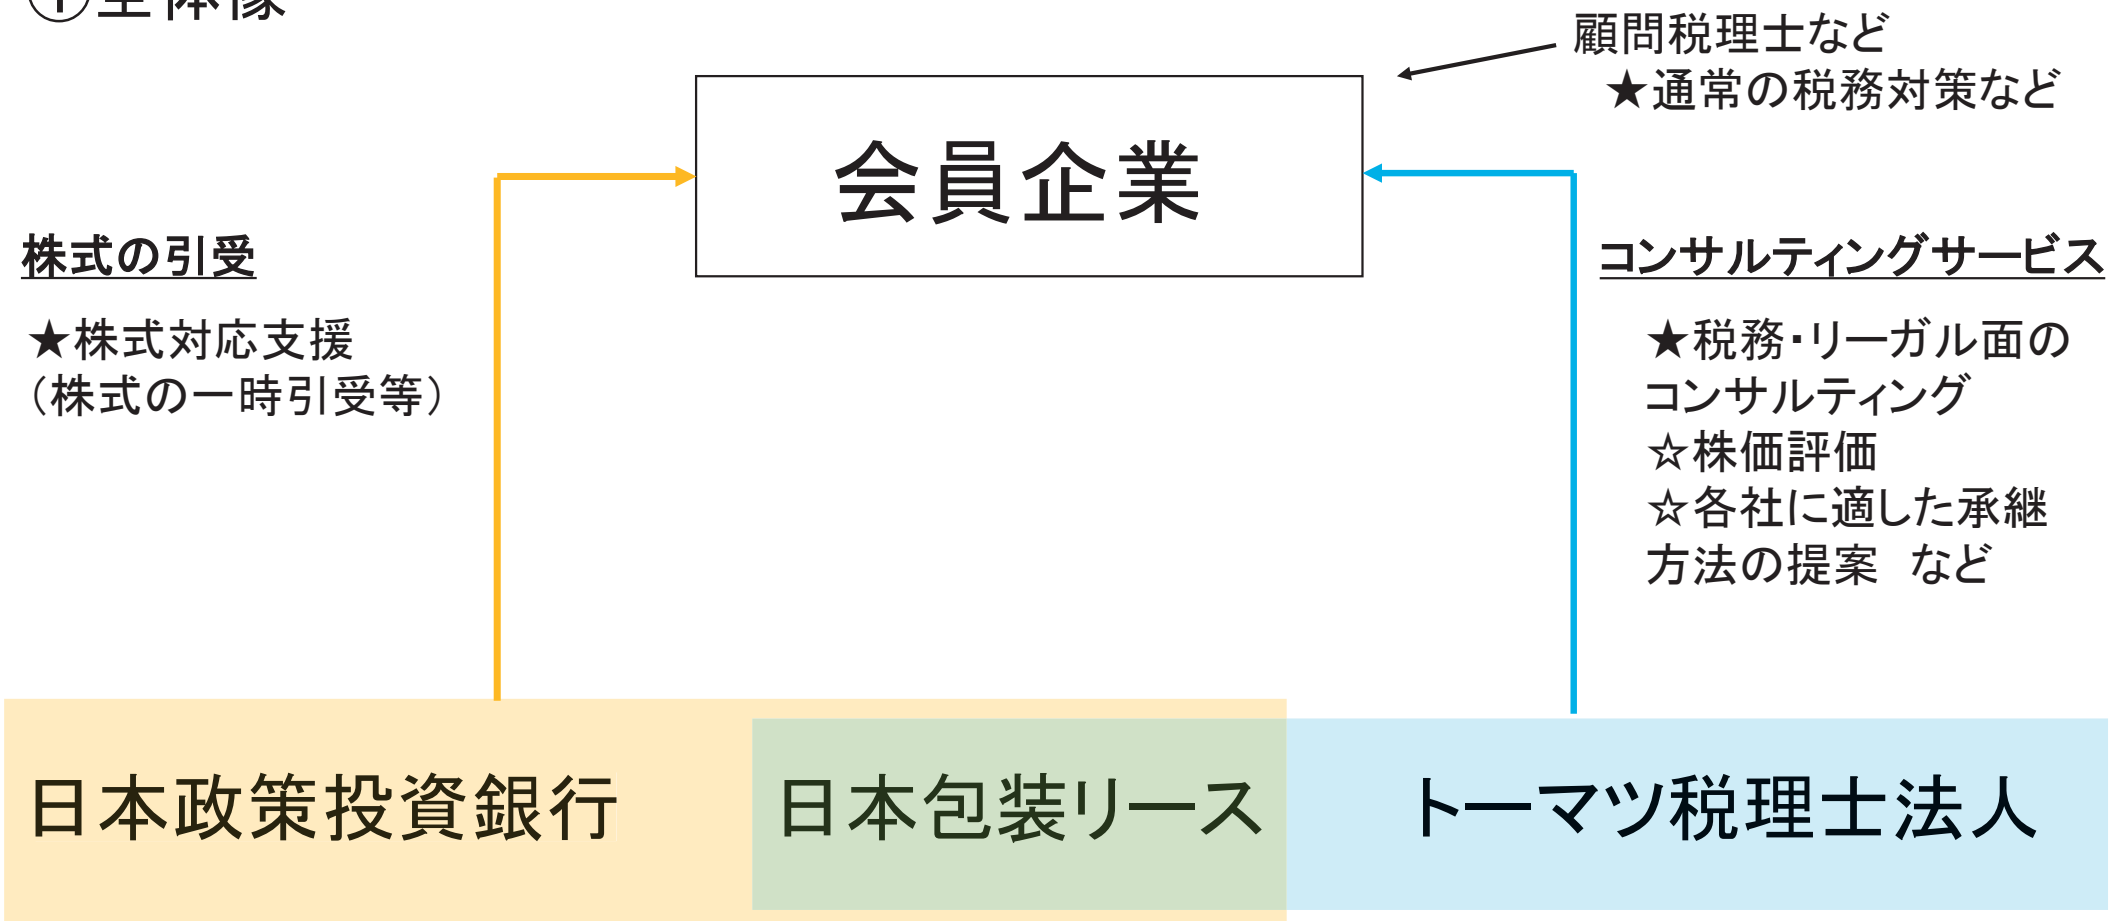 ①全体像
顧問税理士など
★通常の税務対策など
会員企業
株式の引受
★株式対応支援
（株式の一時引受等）
コンサルティングサービス
★税務・リーガル面の
コンサルティング
☆株価評価
☆各社に適した承継
方法の提案　など
日本政策投資銀行
日本包装リース
トーマツ税理士法人